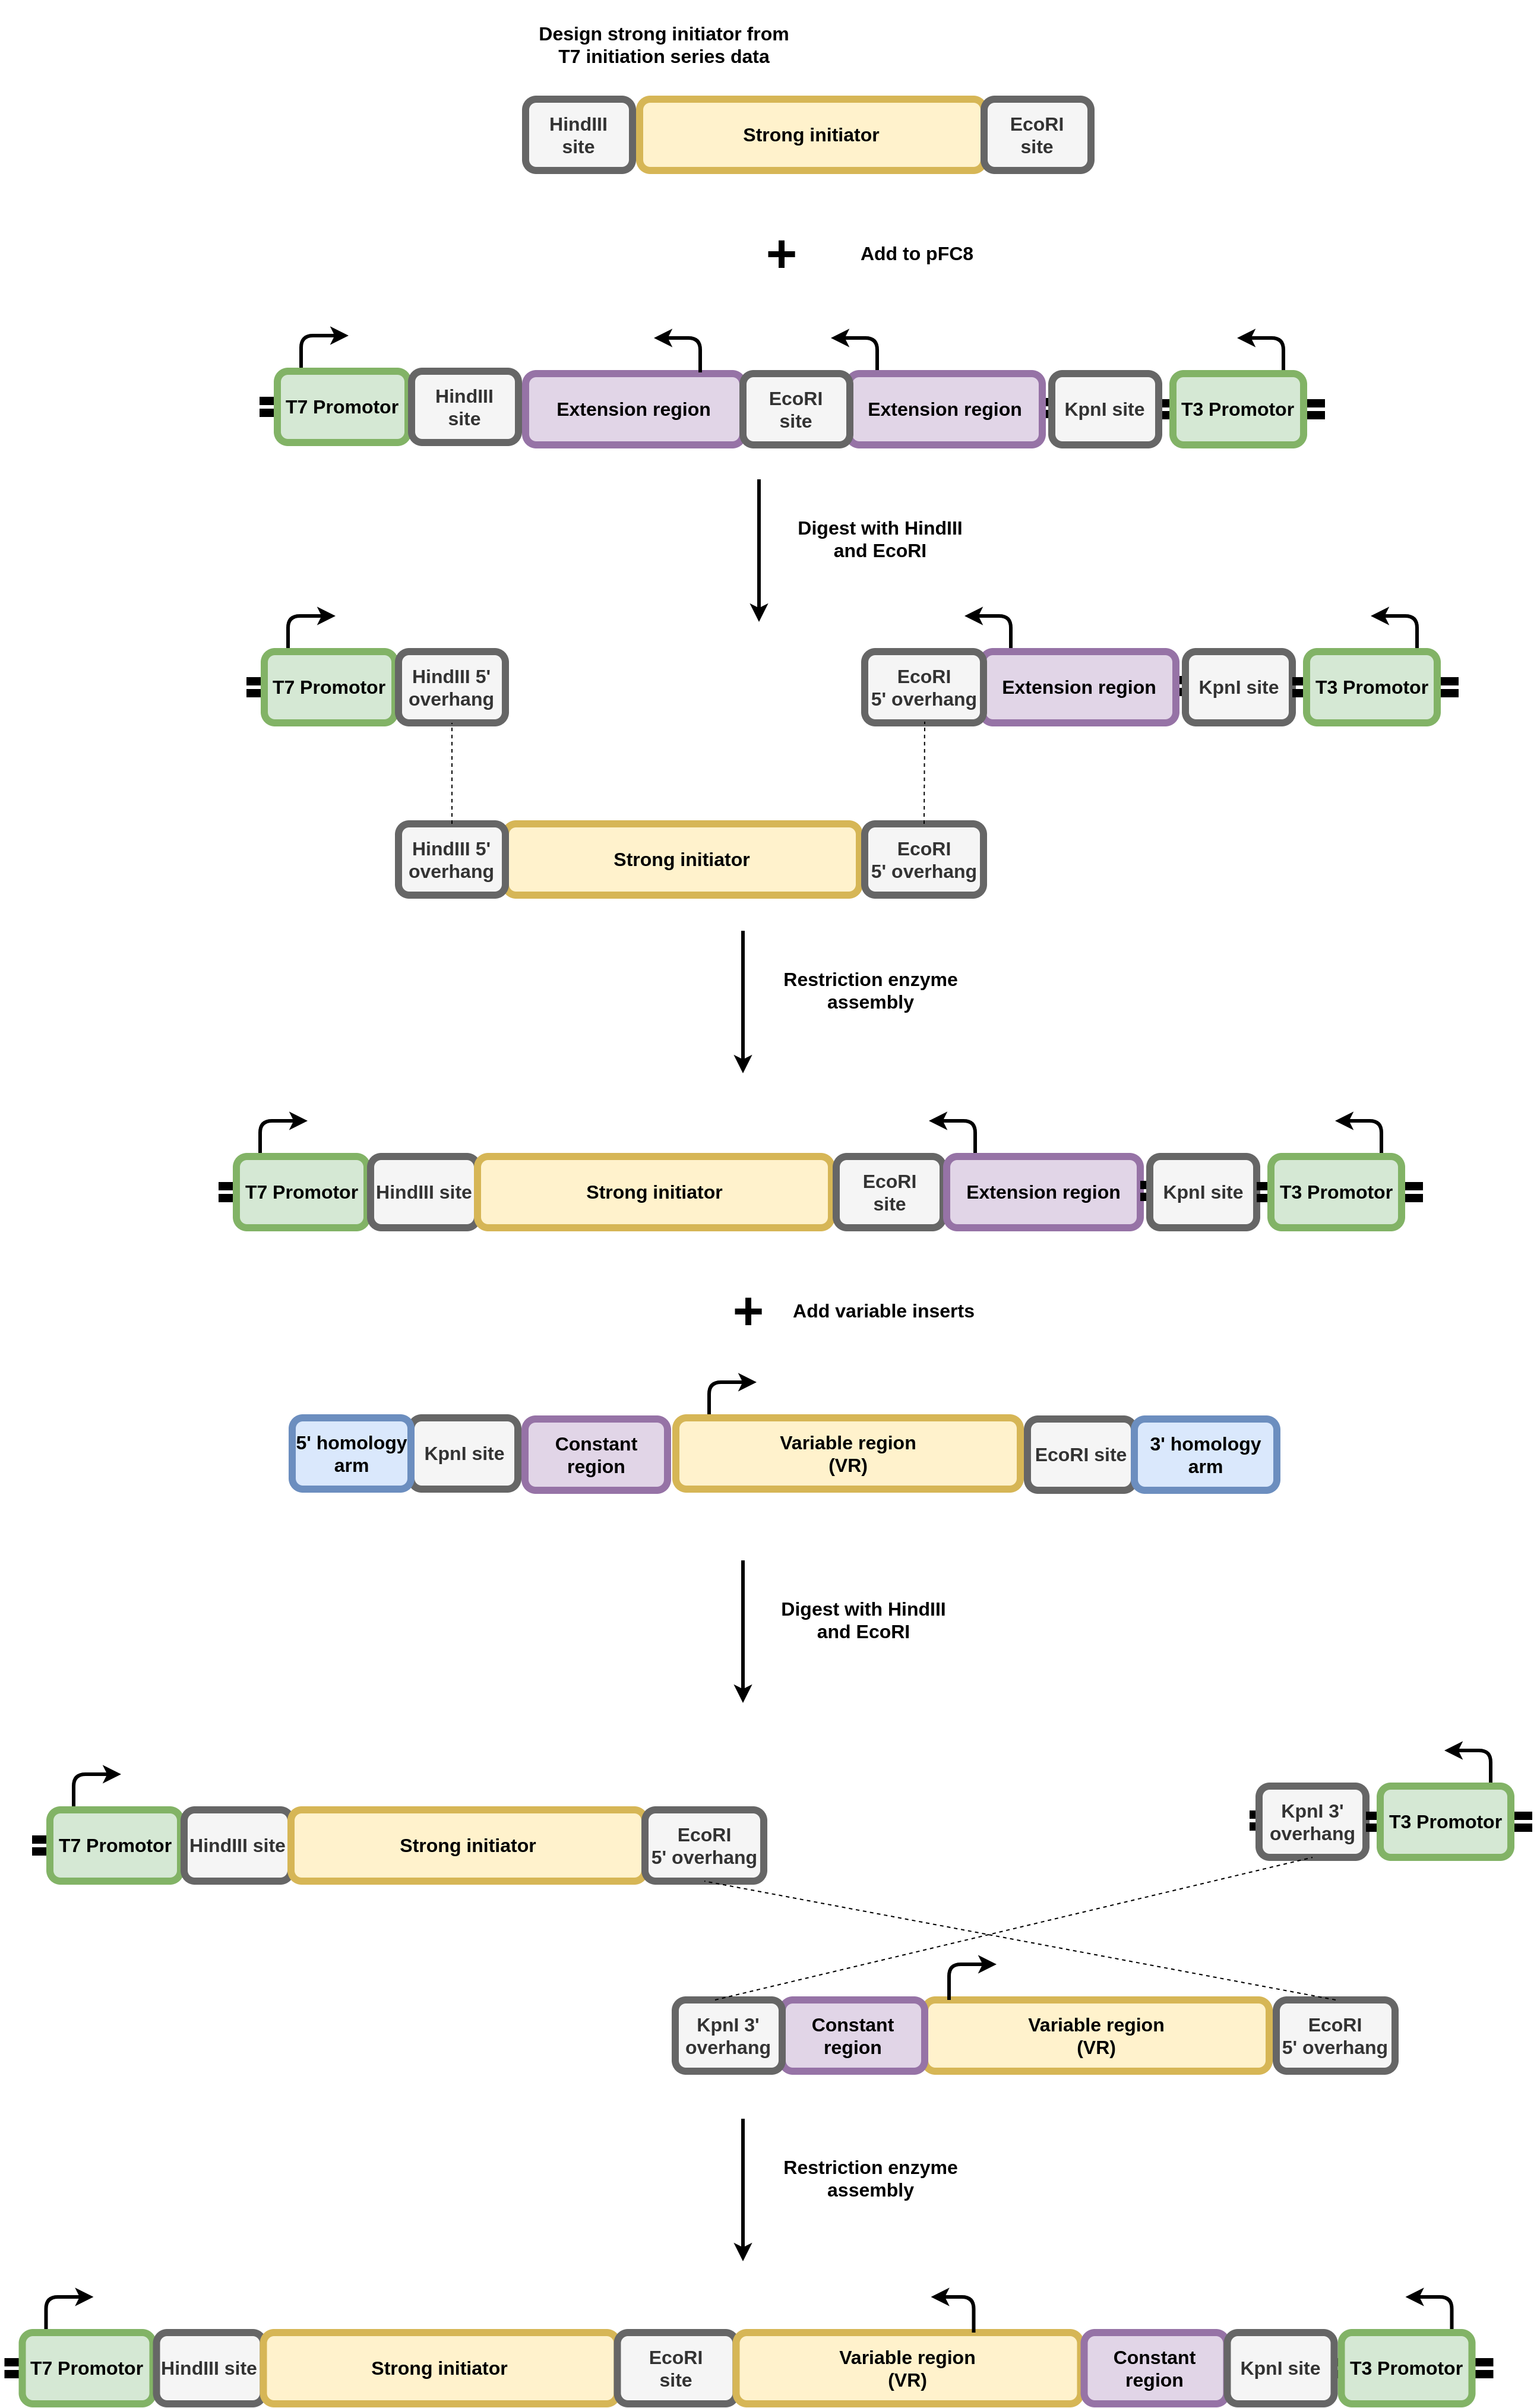 Design strong initiator from
T7 initiation series data
HindIII
site
Strong initiator
EcoRI
site
+
Add to pFC8
T7 Promotor
HindIII
site
Extension region
EcoRI
site
Extension region
KpnI site
T3 Promotor
Digest with HindIII
and EcoRI
T7 Promotor
HindIII 5'
overhang
EcoRI
5' overhang
Extension region
KpnI site
T3 Promotor
HindIII 5'
overhang
Strong initiator
EcoRI
5' overhang
Restriction enzyme
assembly
T7 Promotor
HindIII site
Strong initiator
EcoRI
site
Extension region
KpnI site
T3 Promotor
+
Add variable inserts
5' homology
arm
KpnI site
Constant
region
Variable region
(VR)
EcoRI site
3' homology
arm
Digest with HindIII
and EcoRI
T7 Promotor
HindIII site
Strong initiator
EcoRI
5' overhang
KpnI 3'
overhang
T3 Promotor
KpnI 3'
overhang
Constant
region
Variable region
(VR)
EcoRI
5' overhang
Restriction enzyme
assembly
T7 Promotor
HindIII site
Strong initiator
EcoRI
site
Variable region
(VR)
Constant
region
KpnI site
T3 Promotor